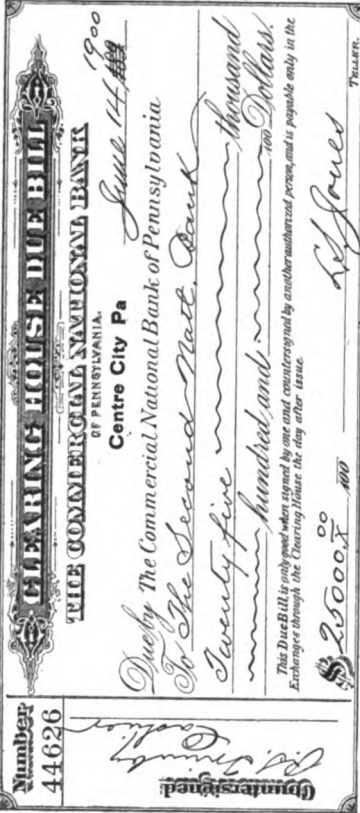 Number
44626
Countersigned
Cashier
CLEARING HOUSE DUE BILL
THE COMMERCIAL NATIONAL BANK
OF PENNSYLVANIA.
Centre City Pa June 14, 1900
Due by The Commercial National Bank of Pennsylvania
To The Second Natl. Bank
Twenty five thousand
hundred and 100 Dollars.
This Due Bill is only good when signed by one and countersigned by another authorized person, and is payable only in the
Exchanges through the Clearing House the day after issue.
$ 25000.00/100 L S Jones
TELLER.